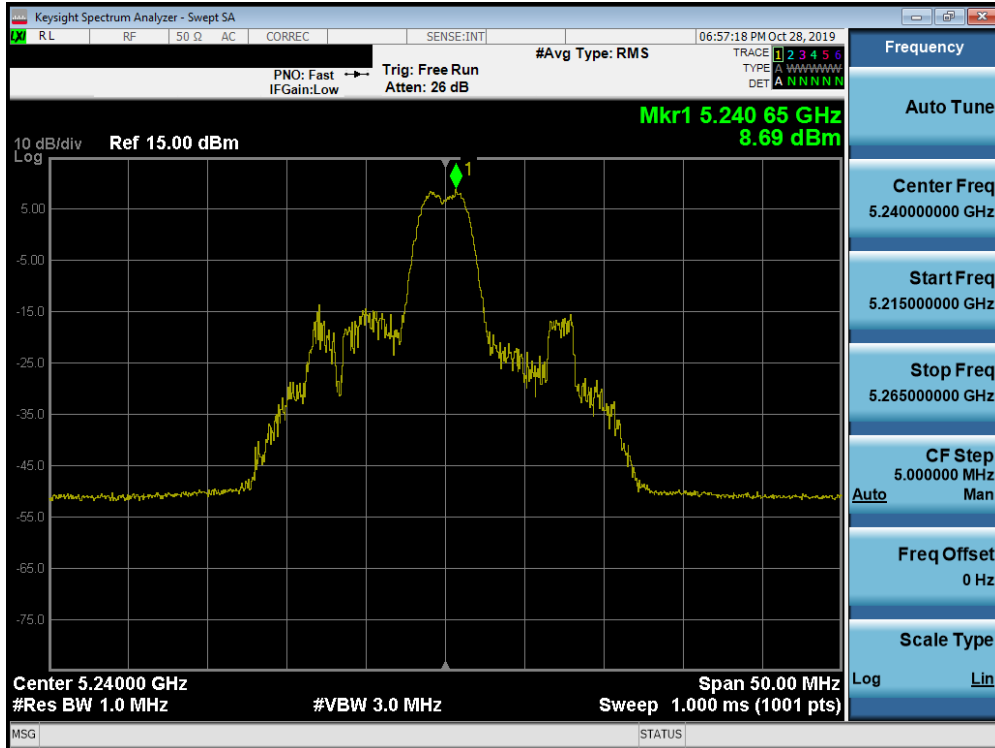 Keysight Spectrum Analyzer - Swept SA
LXI RL RF 50 Ω AC CORREC SENSE:INT 06:57:18 PM Oct 28, 2019
#Avg Type: RMS TRACE 1 2 3 4 5 6
PNO: Fast Trig: Free Run TYPE A WWWWW
IFGain:Low Atten: 26 dB DET A N N N N N
Mkr1 5.240 65 GHz
10 dB/div Ref 15.00 dBm 8.69 dBm
Log
1
5.00
-5.00
-15.0
-25.0
-35.0
-45.0
-55.0
-65.0
-75.0
Center 5.24000 GHz Span 50.00 MHz
#Res BW 1.0 MHz #VBW 3.0 MHz Sweep 1.000 ms (1001 pts)
MSG STATUS
Frequency
Auto Tune
Center Freq
5.240000000 GHz
Start Freq
5.215000000 GHz
Stop Freq
5.265000000 GHz
CF Step
5.000000 MHz
Auto Man
Freq Offset
0 Hz
Scale Type
Log Lin